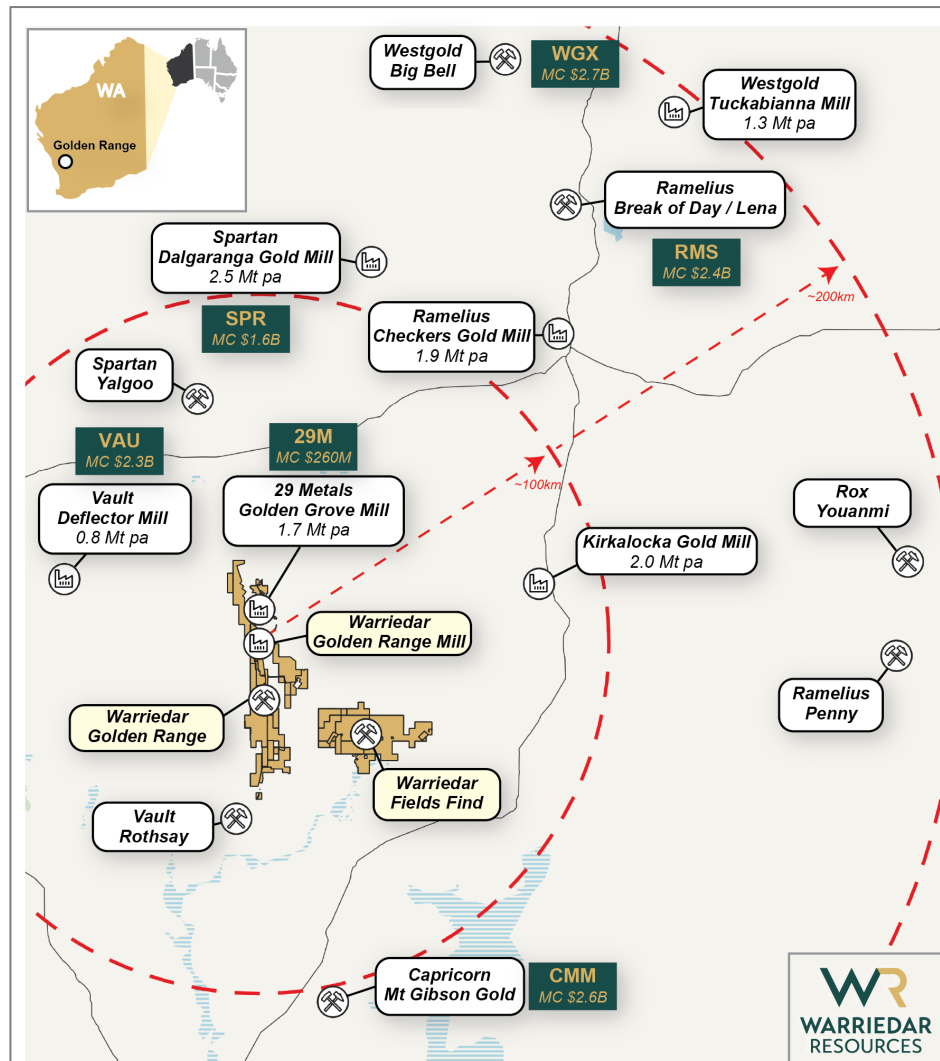 WA
Golden Range
Westgold
Big Bell
WGX
MC $2.7B
Westgold
Tuckabianna Mill
1.3 Mt pa
Ramelius
Break of Day / Lena
RMS
MC $2.4B
~200km
Spartan
Dalgaranga Gold Mill
2.5 Mt pa
SPR
MC $1.6B
Ramelius
Checkers Gold Mill
1.9 Mt pa
Spartan
Yalgoo
VAU
MC $2.3B
29M
MC $260M
~100km
Vault
Deflector Mill
0.8 Mt pa
29 Metals
Golden Grove Mill
1.7 Mt pa
Rox
Youanmi
Kirkalocka Gold Mill
2.0 Mt pa
Warriedar
Golden Range Mill
Ramelius
Penny
Warriedar
Golden Range
Warriedar
Fields Find
Vault
Rothsay
Capricorn
Mt Gibson Gold
CMM
MC $2.6B
WR
WARRIEDAR
RESOURCES